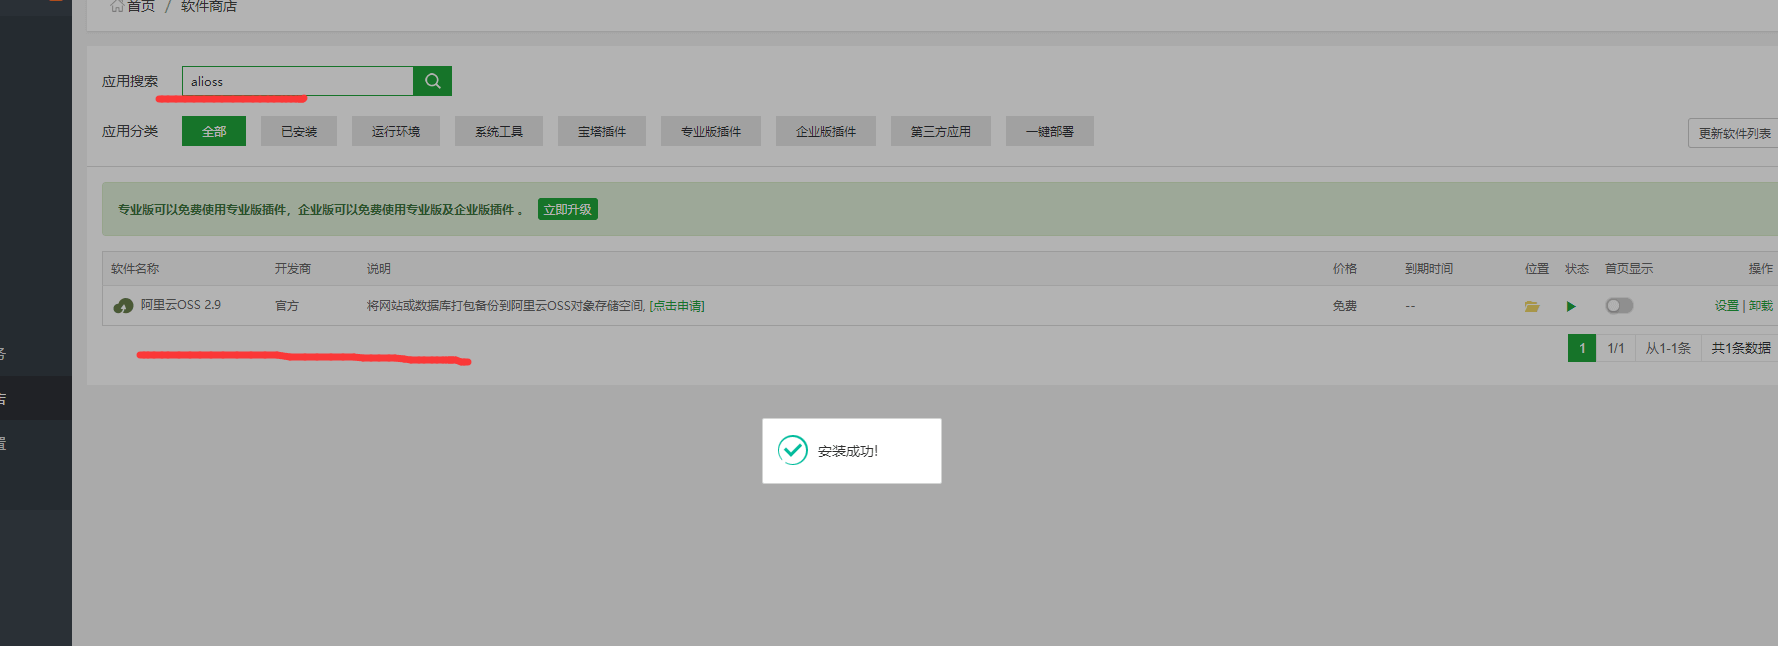 首页 / 软件商店
应用搜索 alioss
应用分类 全部 已安装 运行环境 系统工具 宝塔插件 专业版插件 企业版插件 第三方应用 一键部署 更新软件列表
专业版可以免费使用专业版插件，企业版可以免费使用专业版及企业版插件 。 立即升级
软件名称 开发商 说明 价格 到期时间 位置 状态 首页显示 操作
阿里云OSS 2.9 官方 将网站或数据库打包备份到阿里云OSS对象存储空间, [点击申请] 免费 -- 设置 | 卸载
1 1/1 从1-1条 共1条数据
务
店
置
安装成功!